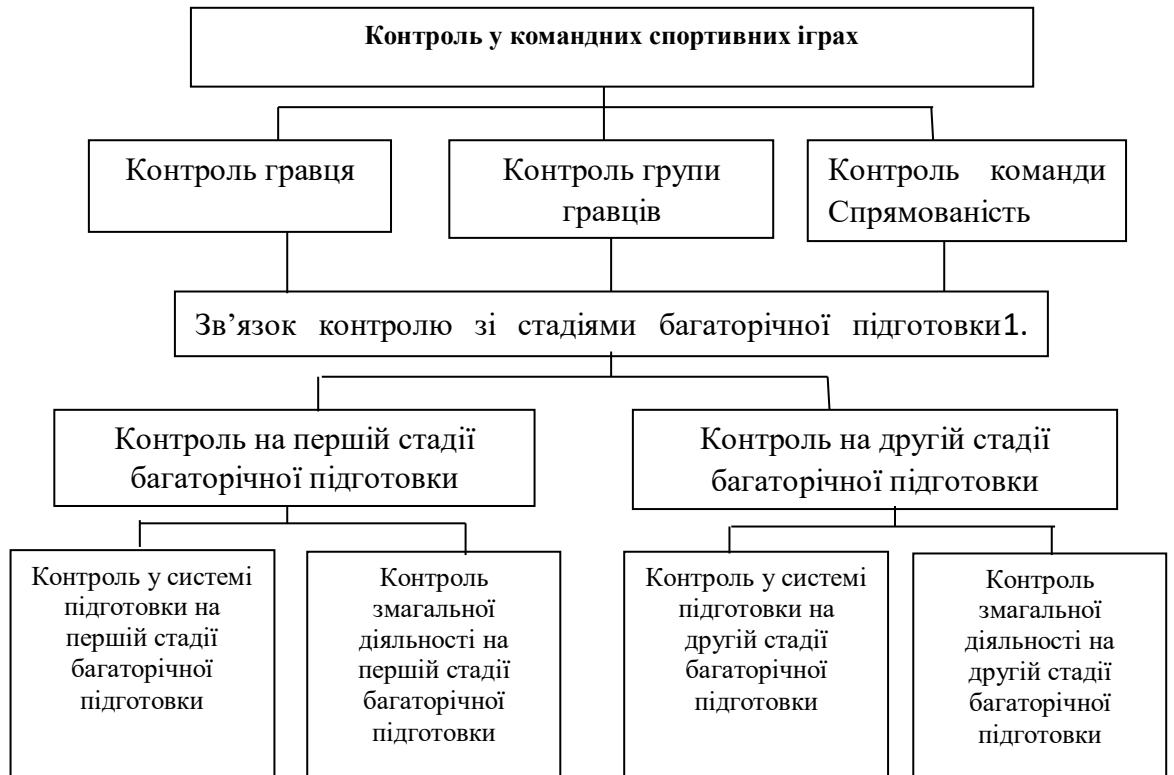 Контроль у командних спортивних іграх
Контроль гравця
Контроль групи
гравців
Контроль команди
Спрямованість
Зв’язок контролю зі стадіями багаторічної підготовки1.
Контроль на першій стадії
багаторічної підготовки
Контроль на другій стадії
багаторічної підготовки
Контроль у системі
підготовки на
першій стадії
багаторічної
підготовки
Контроль
змагальної
діяльності на
першій стадії
багаторічної
підготовки
Контроль у системі
підготовки на
другій стадії
багаторічної
підготовки
Контроль
змагальної
діяльності на
другій стадії
багаторічної
підготовки